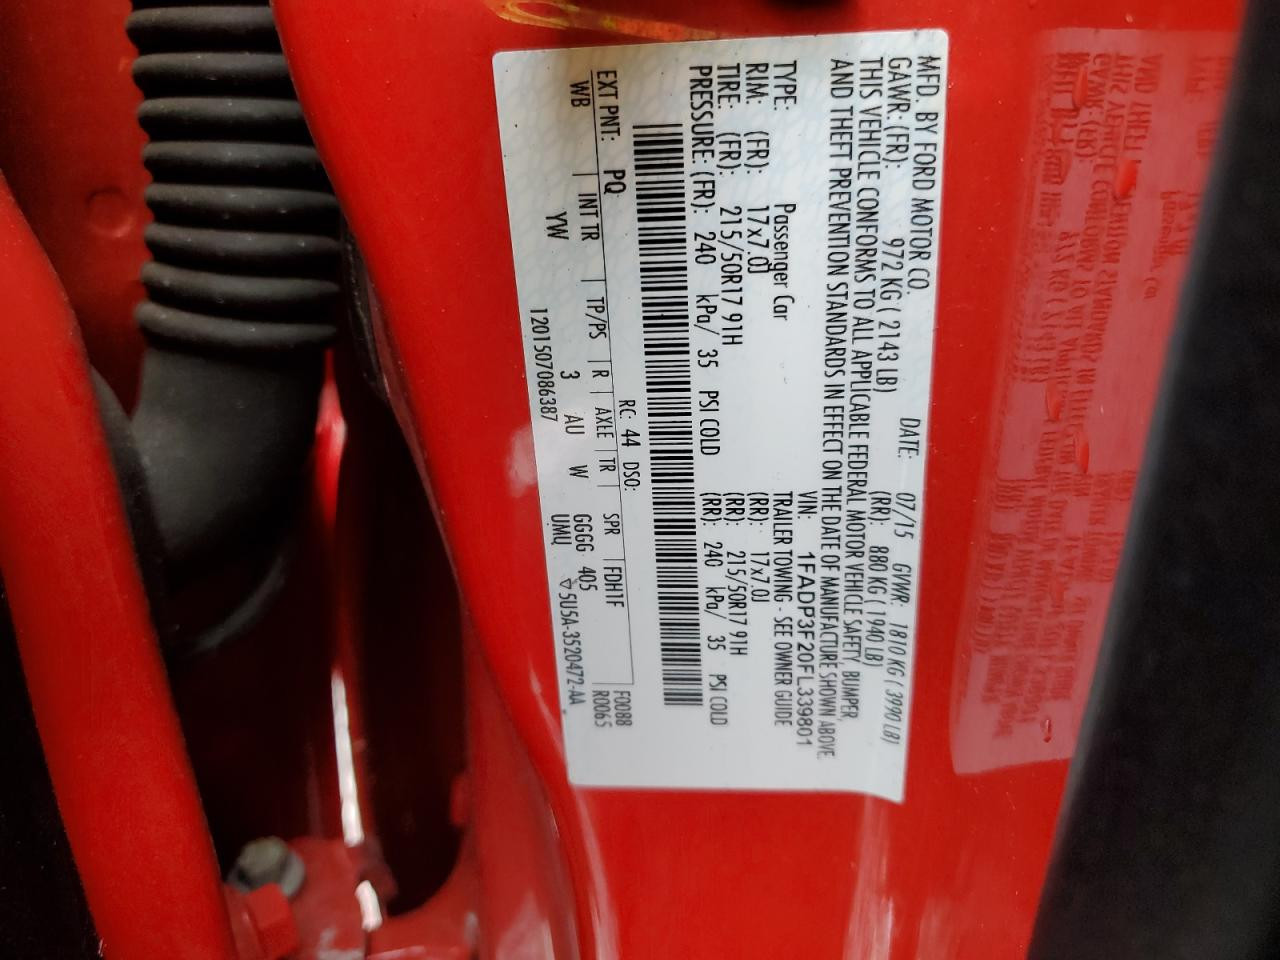 MFD. BY FORD MOTOR CO.
DATE: 07/15 GVWR: 1810 KG ( 3990 LB)
GAWR: (FR): 972 KG ( 2143 LB) (RR): 880 KG ( 1940 LB)
THIS VEHICLE CONFORMS TO ALL APPLICABLE FEDERAL MOTOR VEHICLE SAFETY, BUMPER,
AND THEFT PREVENTION STANDARDS IN EFFECT ON THE DATE OF MANUFACTURE SHOWN ABOVE.
VIN: 1FADP3F20FL339801
TYPE: Passenger Car TRAILER TOWING - SEE OWNER GUIDE
RIM: (FR): 17x7.0J (RR): 17x7.0J
TIRE: (FR): 215/50R17 91H (RR): 215/50R17 91H
PRESSURE: (FR): 240 kPa/ 35 PSI COLD (RR): 240 kPa/ 35 PSI COLD
RC: 44 DSO: F0088
EXT PNT: PQ FDH1F R0065
WB | INT TR | TP/PS | R | AXLE | TR | SPR
YW 3 AU W GGGG 405
UMU ▽5U5A-3520472-AA
1201507086387